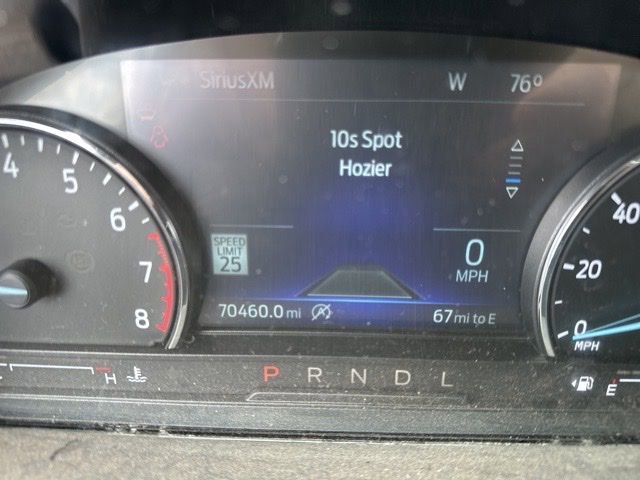 SiriusXM W 76°
10s Spot
Hozier
4 5 6 7 8
SPEED
LIMIT
25
0
MPH
40
20
0
MPH
70460.0 mi 67 mi to E
H P R N D L E